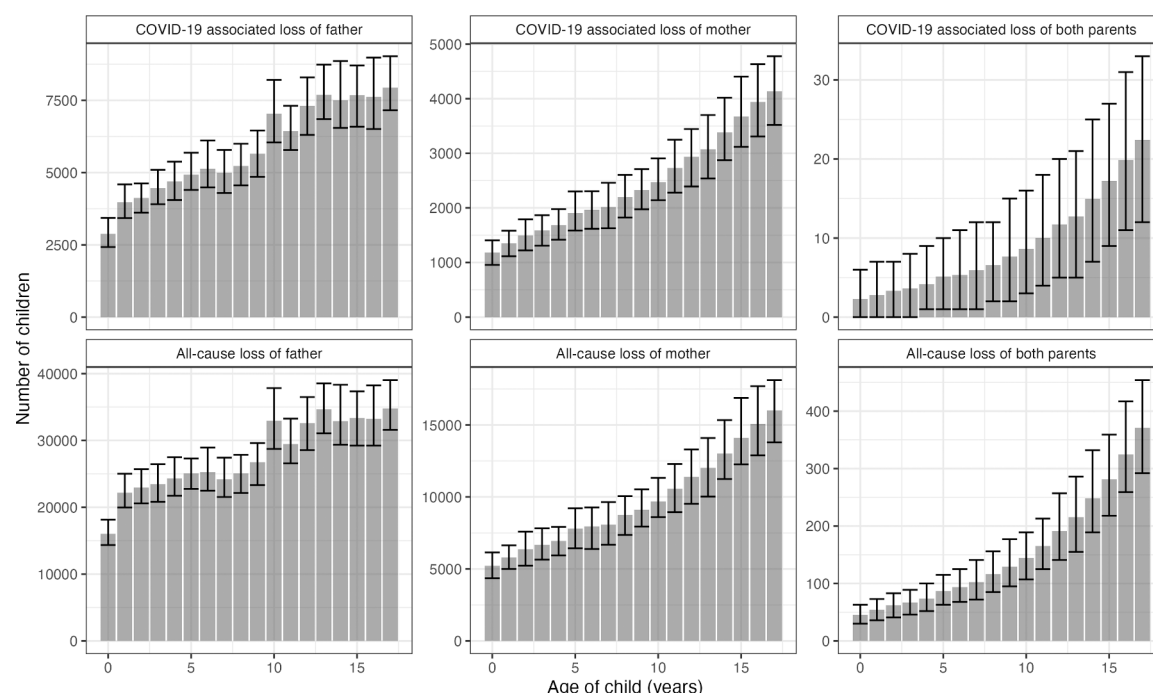 COVID-19 associated loss of father
COVID-19 associated loss of mother
COVID-19 associated loss of both parents
7500
5000
2500
0
5000
4000
3000
2000
1000
0
30
20
10
0
Number of children
All-cause loss of father
All-cause loss of mother
All-cause loss of both parents
40000
30000
20000
10000
0
15000
10000
5000
0
400
300
200
100
0
0 5 10 15
0 5 10 15
0 5 10 15
Age of child (years)